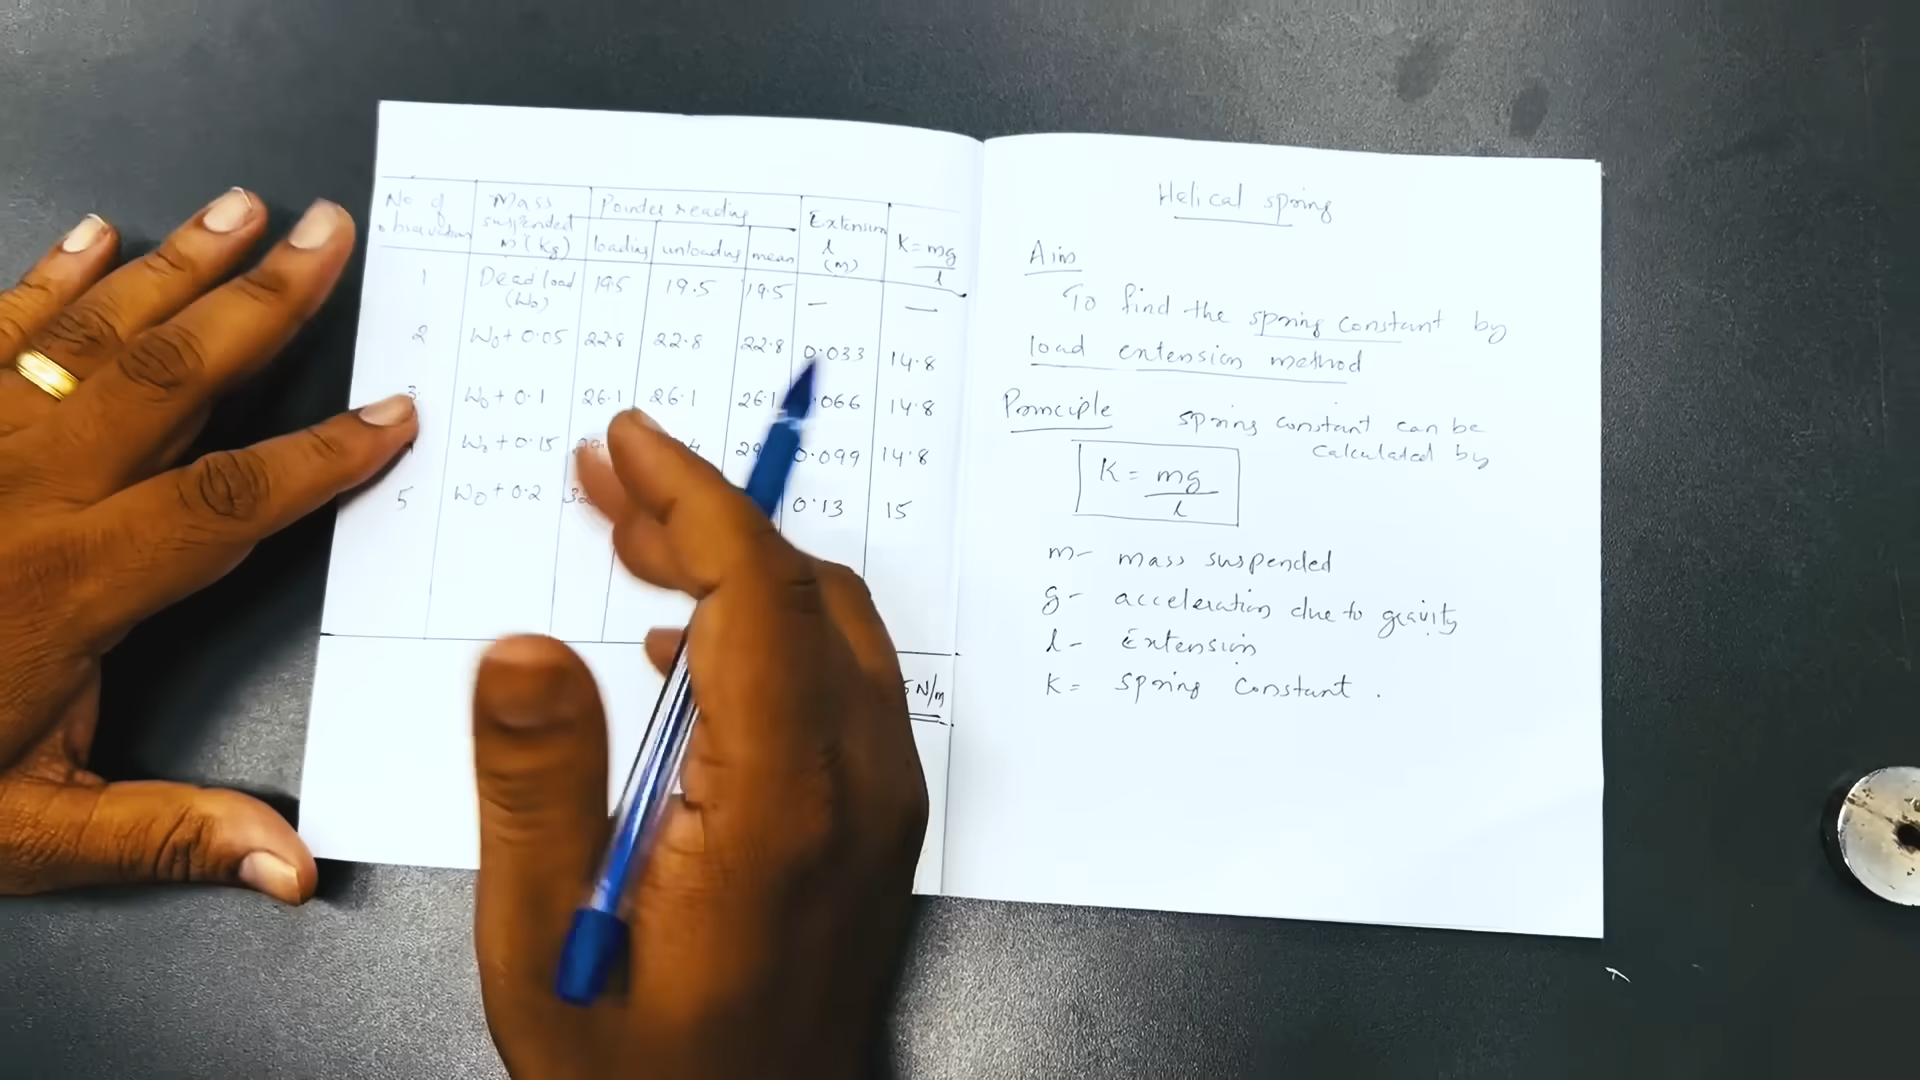 No of
Mass
suspended
m (Kg)
Pointer reading
loading unloading mean
Extension
l
(m)
K = mg
l
1 Dead load 19.5 19.5 19.5 — —
(W0)
2 W0 + 0.05 22.8 22.8 22.8 0.033 14.8
3 W0 + 0.1 26.1 26.1 26.1 .066 14.8
W0 + 0.15 29 0.099 14.8
5 W0 + 0.2 0.13 15
N/m
Helical spring
Aim
To find the spring constant by
load extension method
Principle spring constant can be
calculated by
K = mg
l
m - mass suspended
g - acceleration due to gravity
l - Extension
K = Spring Constant .